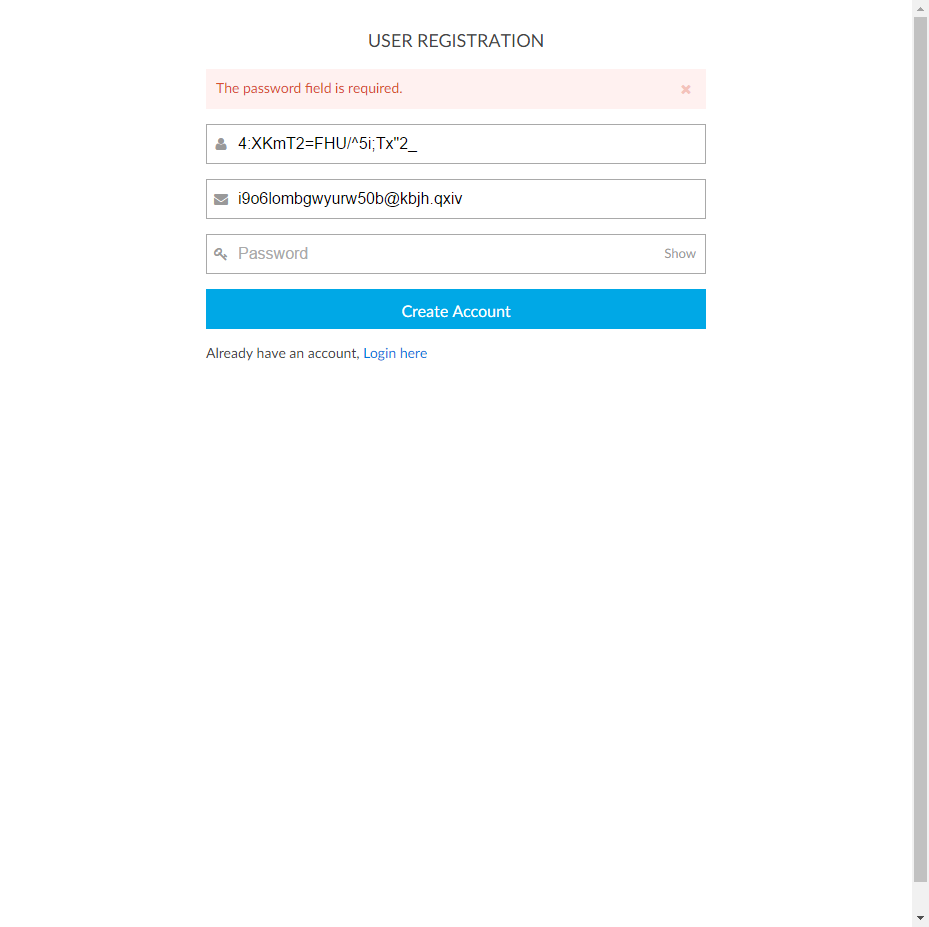 USER REGISTRATION
The password field is required.
4:XKmT2=FHU/^5i;Tx"2_
i9o6lombgwyurw50b@kbjh.qxiv
Password Show
Create Account
Already have an account, Login here